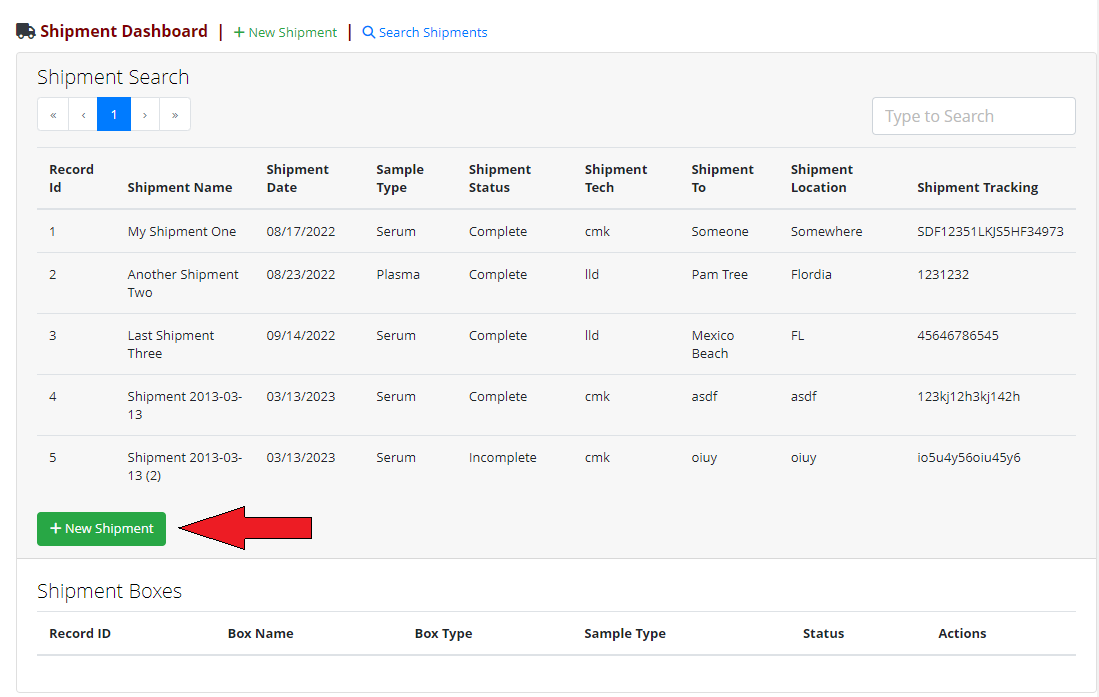 Shipment Dashboard | + New Shipment | Search Shipments
Shipment Search
« ‹ 1 › »
Type to Search
Record Id Shipment Name Shipment Date Sample Type Shipment Status Shipment Tech Shipment To Shipment Location Shipment Tracking
1 My Shipment One 08/17/2022 Serum Complete cmk Someone Somewhere SDF12351LKJS5HF34973
2 Another Shipment Two 08/23/2022 Plasma Complete lld Pam Tree Flordia 1231232
3 Last Shipment Three 09/14/2022 Serum Complete lld Mexico Beach FL 45646786545
4 Shipment 2013-03-13 03/13/2023 Serum Complete cmk asdf asdf 123kj12h3kj142h
5 Shipment 2013-03-13 (2) 03/13/2023 Serum Incomplete cmk oiuy oiuy io5u4y56oiu45y6
+ New Shipment
Shipment Boxes
Record ID Box Name Box Type Sample Type Status Actions